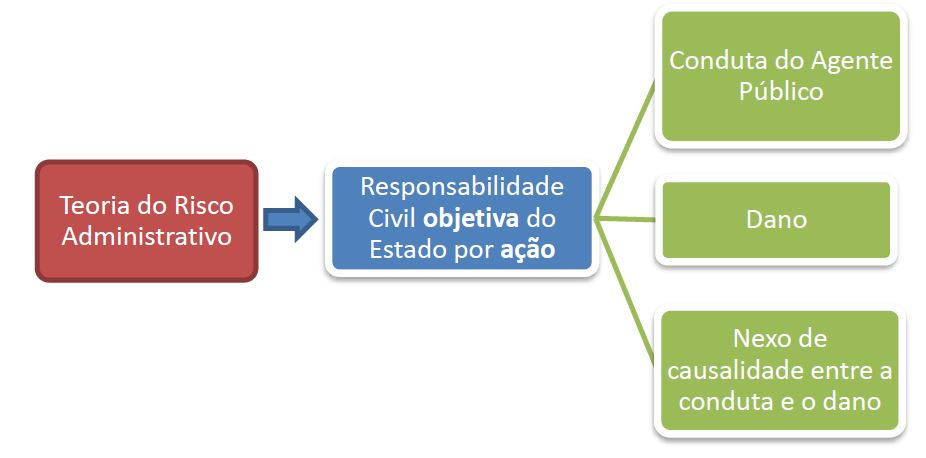 Teoria do Risco
Administrativo
Responsabilidade
Civil objetiva do
Estado por ação
Conduta do Agente
Público
Dano
Nexo de
causalidade entre a
conduta e o dano